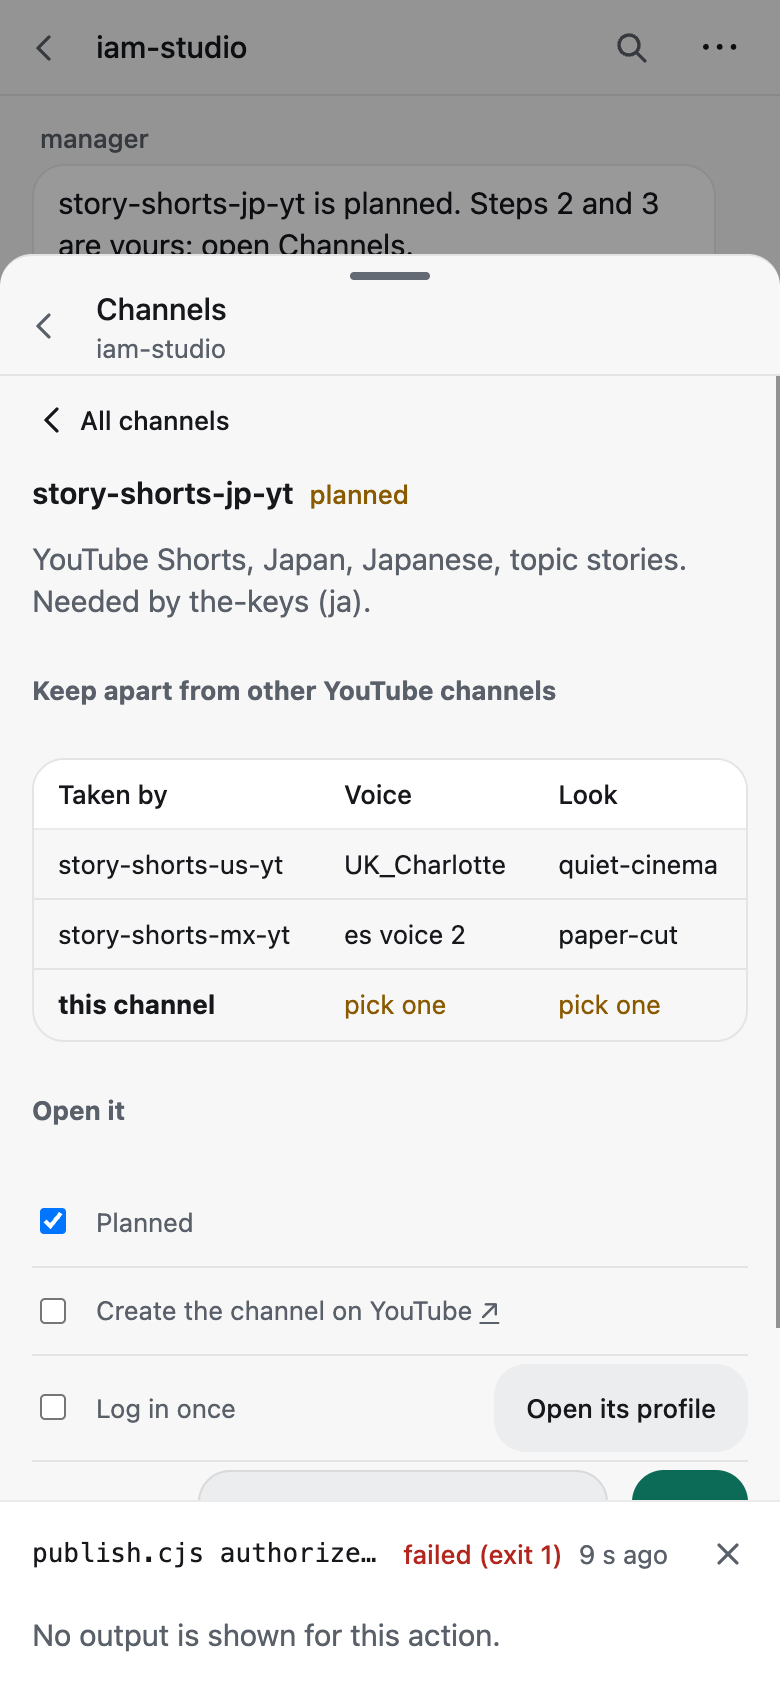 iam-studio
manager
story-shorts-jp-yt is planned. Steps 2 and 3
are yours: open Channels.
Channels
iam-studio
All channels
story-shorts-jp-yt planned
YouTube Shorts, Japan, Japanese, topic stories.
Needed by the-keys (ja).
Keep apart from other YouTube channels
Taken by Voice Look
story-shorts-us-yt UK_Charlotte quiet-cinema
story-shorts-mx-yt es voice 2 paper-cut
this channel pick one pick one
Open it
Planned
Create the channel on YouTube ↗
Log in once Open its profile
publish.cjs authorize… failed (exit 1) 9 s ago
No output is shown for this action.